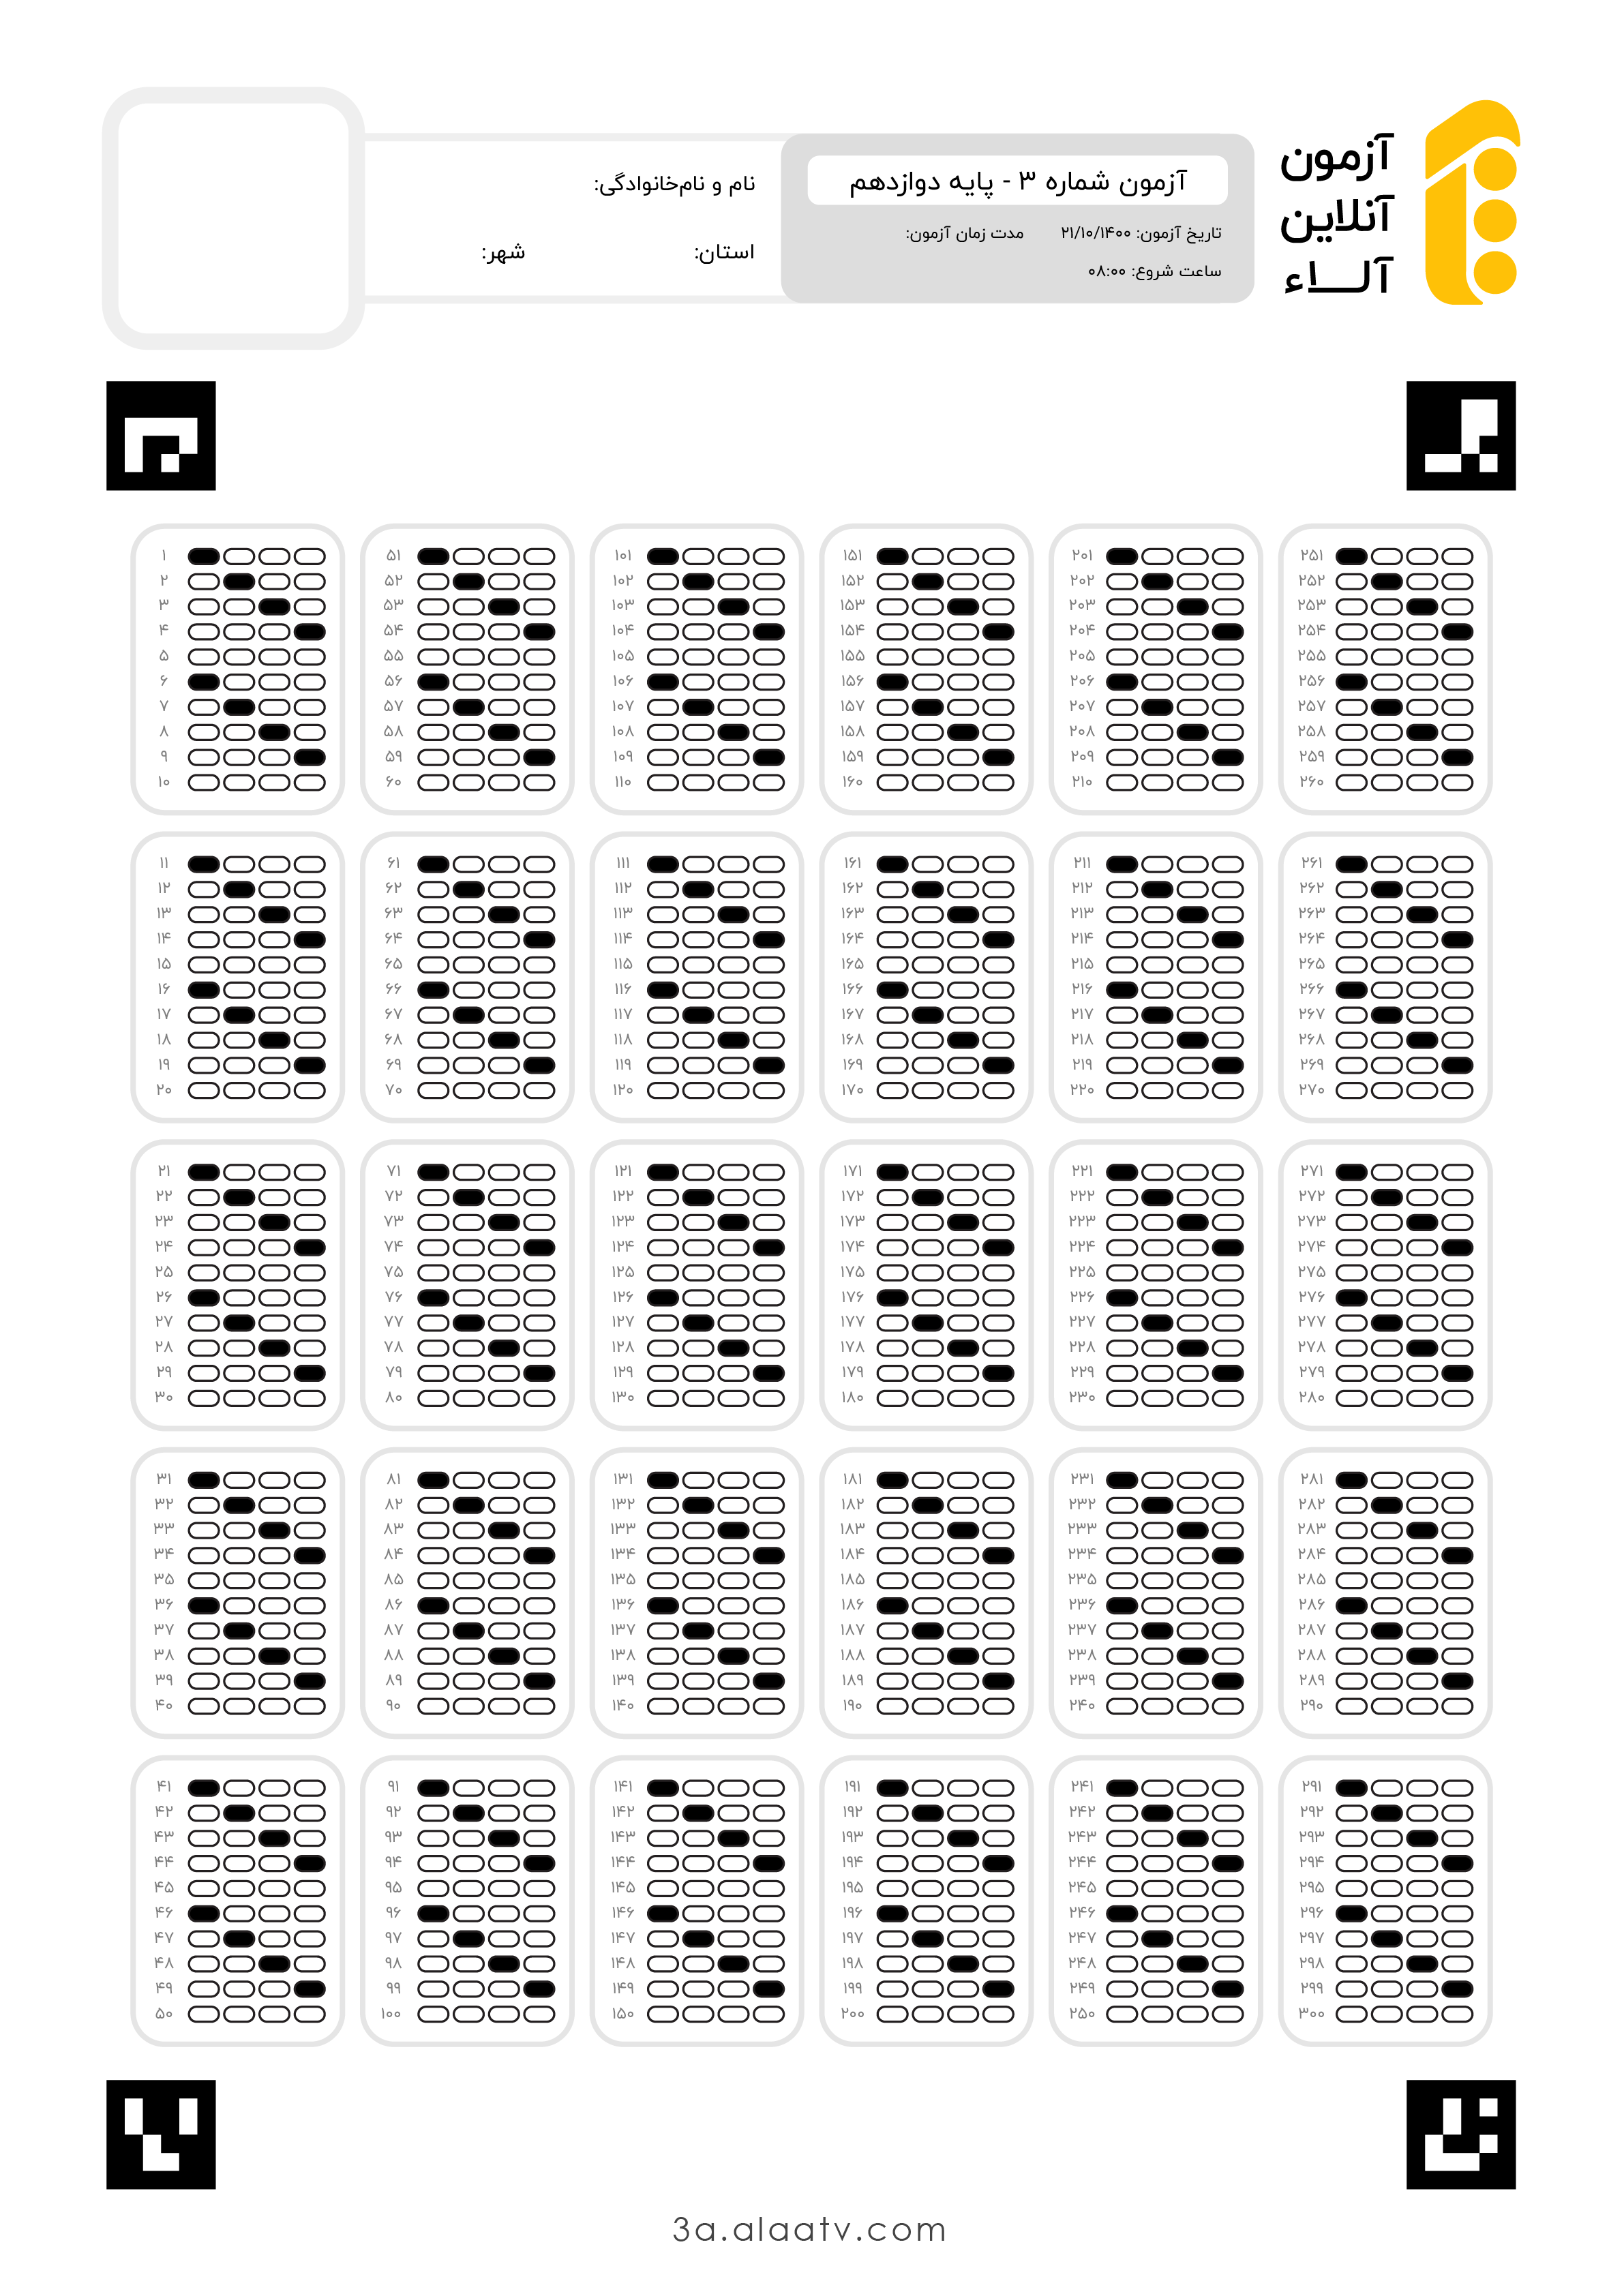 آزمون
آنلاین
آلـــاء
آزمون شماره ۳ - پایه دوازدهم
تاریخ آزمون: ۲۱/۱۰/۱۴۰۰ مدت زمان آزمون:
ساعت شروع: ۰۸:۰۰
نام و نام‌خانوادگی:
استان: شهر:
۱ ۵۱ ۱۰۱ ۱۵۱ ۲۰۱ ۲۵۱
۲ ۵۲ ۱۰۲ ۱۵۲ ۲۰۲ ۲۵۲
۳ ۵۳ ۱۰۳ ۱۵۳ ۲۰۳ ۲۵۳
۴ ۵۴ ۱۰۴ ۱۵۴ ۲۰۴ ۲۵۴
۵ ۵۵ ۱۰۵ ۱۵۵ ۲۰۵ ۲۵۵
۶ ۵۶ ۱۰۶ ۱۵۶ ۲۰۶ ۲۵۶
۷ ۵۷ ۱۰۷ ۱۵۷ ۲۰۷ ۲۵۷
۸ ۵۸ ۱۰۸ ۱۵۸ ۲۰۸ ۲۵۸
۹ ۵۹ ۱۰۹ ۱۵۹ ۲۰۹ ۲۵۹
۱۰ ۶۰ ۱۱۰ ۱۶۰ ۲۱۰ ۲۶۰
۱۱ ۶۱ ۱۱۱ ۱۶۱ ۲۱۱ ۲۶۱
۱۲ ۶۲ ۱۱۲ ۱۶۲ ۲۱۲ ۲۶۲
۱۳ ۶۳ ۱۱۳ ۱۶۳ ۲۱۳ ۲۶۳
۱۴ ۶۴ ۱۱۴ ۱۶۴ ۲۱۴ ۲۶۴
۱۵ ۶۵ ۱۱۵ ۱۶۵ ۲۱۵ ۲۶۵
۱۶ ۶۶ ۱۱۶ ۱۶۶ ۲۱۶ ۲۶۶
۱۷ ۶۷ ۱۱۷ ۱۶۷ ۲۱۷ ۲۶۷
۱۸ ۶۸ ۱۱۸ ۱۶۸ ۲۱۸ ۲۶۸
۱۹ ۶۹ ۱۱۹ ۱۶۹ ۲۱۹ ۲۶۹
۲۰ ۷۰ ۱۲۰ ۱۷۰ ۲۲۰ ۲۷۰
۲۱ ۷۱ ۱۲۱ ۱۷۱ ۲۲۱ ۲۷۱
۲۲ ۷۲ ۱۲۲ ۱۷۲ ۲۲۲ ۲۷۲
۲۳ ۷۳ ۱۲۳ ۱۷۳ ۲۲۳ ۲۷۳
۲۴ ۷۴ ۱۲۴ ۱۷۴ ۲۲۴ ۲۷۴
۲۵ ۷۵ ۱۲۵ ۱۷۵ ۲۲۵ ۲۷۵
۲۶ ۷۶ ۱۲۶ ۱۷۶ ۲۲۶ ۲۷۶
۲۷ ۷۷ ۱۲۷ ۱۷۷ ۲۲۷ ۲۷۷
۲۸ ۷۸ ۱۲۸ ۱۷۸ ۲۲۸ ۲۷۸
۲۹ ۷۹ ۱۲۹ ۱۷۹ ۲۲۹ ۲۷۹
۳۰ ۸۰ ۱۳۰ ۱۸۰ ۲۳۰ ۲۸۰
۳۱ ۸۱ ۱۳۱ ۱۸۱ ۲۳۱ ۲۸۱
۳۲ ۸۲ ۱۳۲ ۱۸۲ ۲۳۲ ۲۸۲
۳۳ ۸۳ ۱۳۳ ۱۸۳ ۲۳۳ ۲۸۳
۳۴ ۸۴ ۱۳۴ ۱۸۴ ۲۳۴ ۲۸۴
۳۵ ۸۵ ۱۳۵ ۱۸۵ ۲۳۵ ۲۸۵
۳۶ ۸۶ ۱۳۶ ۱۸۶ ۲۳۶ ۲۸۶
۳۷ ۸۷ ۱۳۷ ۱۸۷ ۲۳۷ ۲۸۷
۳۸ ۸۸ ۱۳۸ ۱۸۸ ۲۳۸ ۲۸۸
۳۹ ۸۹ ۱۳۹ ۱۸۹ ۲۳۹ ۲۸۹
۴۰ ۹۰ ۱۴۰ ۱۹۰ ۲۴۰ ۲۹۰
۴۱ ۹۱ ۱۴۱ ۱۹۱ ۲۴۱ ۲۹۱
۴۲ ۹۲ ۱۴۲ ۱۹۲ ۲۴۲ ۲۹۲
۴۳ ۹۳ ۱۴۳ ۱۹۳ ۲۴۳ ۲۹۳
۴۴ ۹۴ ۱۴۴ ۱۹۴ ۲۴۴ ۲۹۴
۴۵ ۹۵ ۱۴۵ ۱۹۵ ۲۴۵ ۲۹۵
۴۶ ۹۶ ۱۴۶ ۱۹۶ ۲۴۶ ۲۹۶
۴۷ ۹۷ ۱۴۷ ۱۹۷ ۲۴۷ ۲۹۷
۴۸ ۹۸ ۱۴۸ ۱۹۸ ۲۴۸ ۲۹۸
۴۹ ۹۹ ۱۴۹ ۱۹۹ ۲۴۹ ۲۹۹
۵۰ ۱۰۰ ۱۵۰ ۲۰۰ ۲۵۰ ۳۰۰
3a.alaatv.com